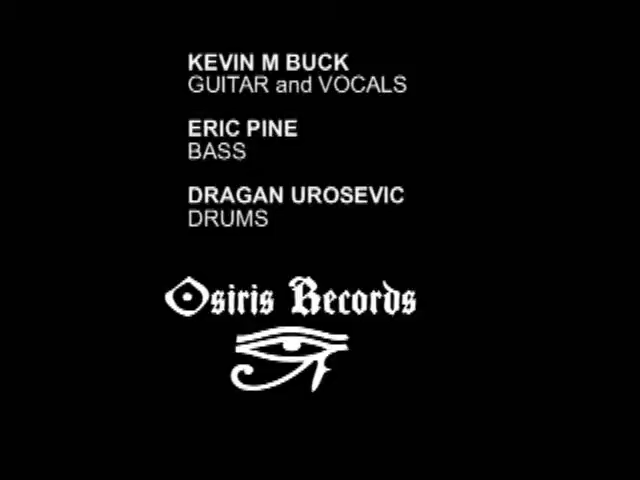 KEVIN M BUCK
GUITAR and VOCALS
ERIC PINE
BASS
DRAGAN UROSEVIC
DRUMS
Osiris Records